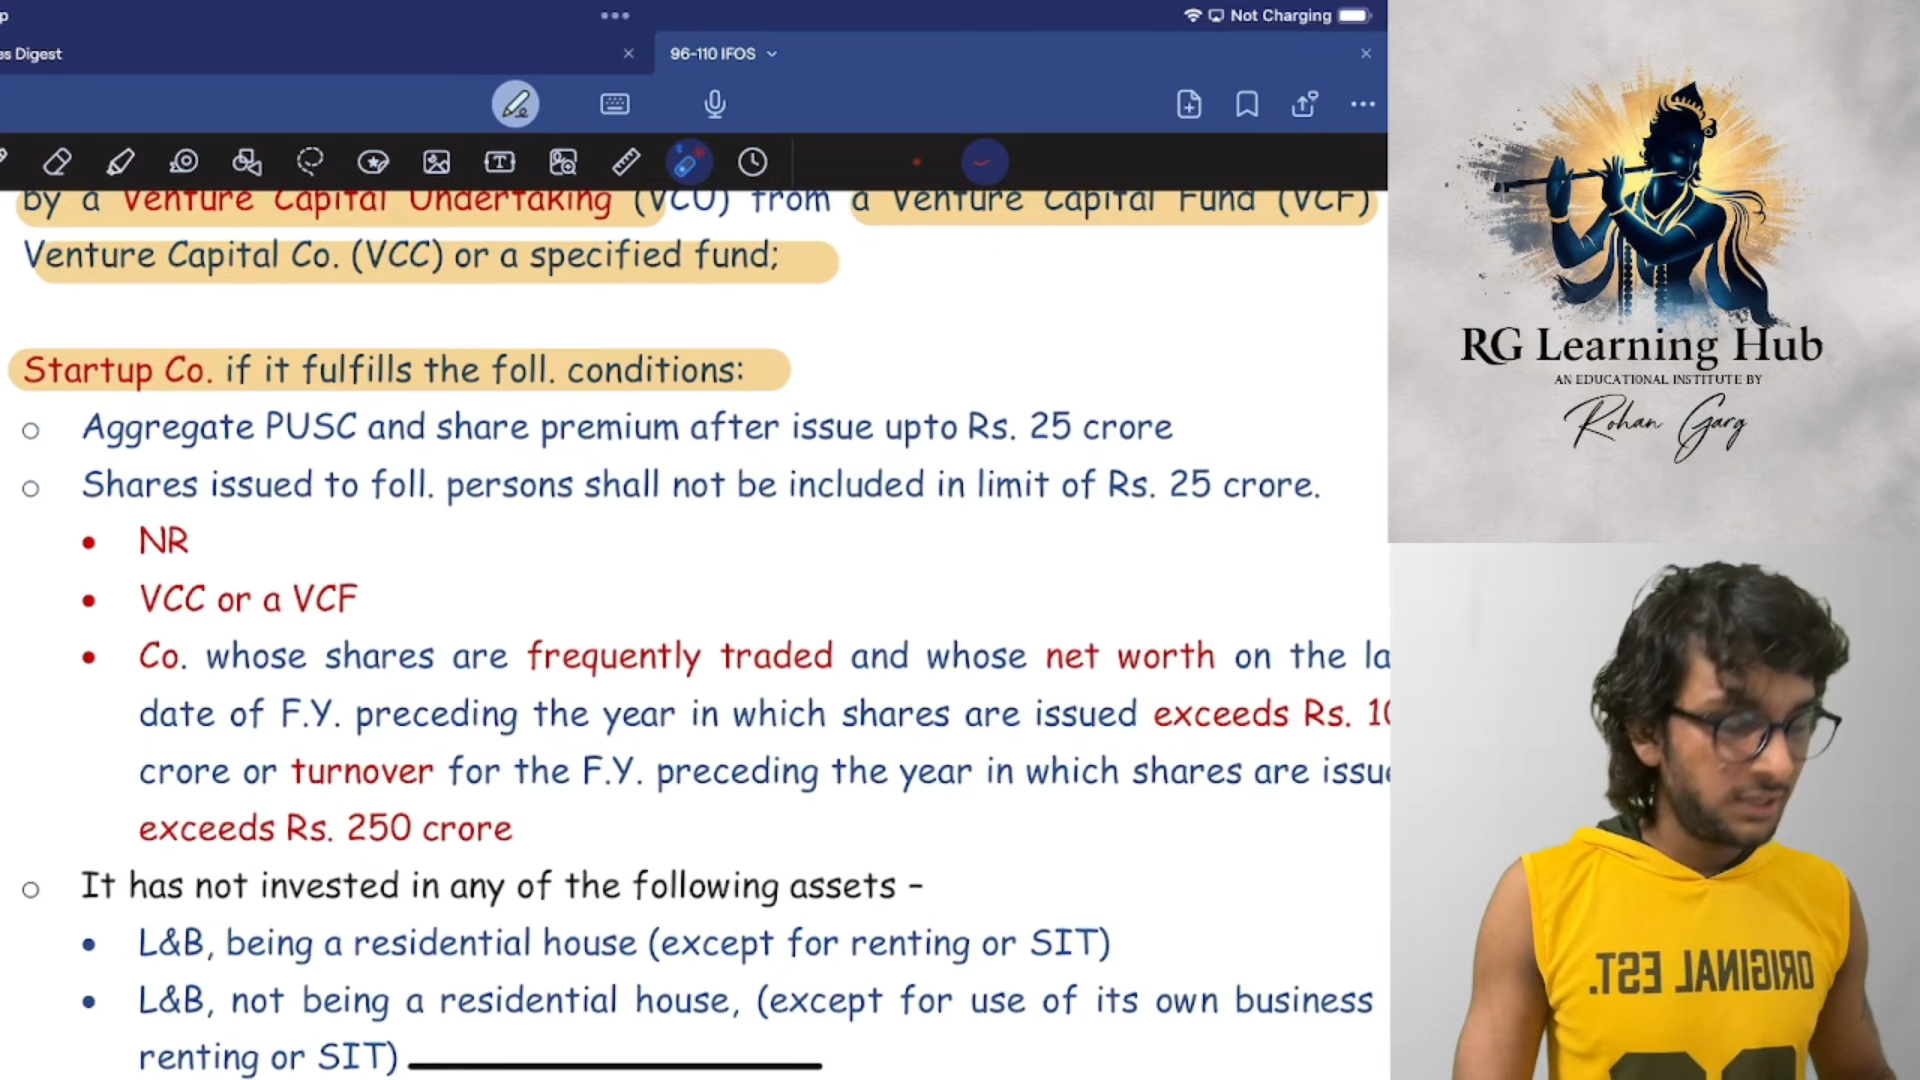 p
Not Charging
es Digest
96-110 IFOS
by a Venture Capital Undertaking (VCU) from a Venture Capital Fund (VCF)
Venture Capital Co. (VCC) or a specified fund;
Startup Co. if it fulfills the foll. conditions:
Aggregate PUSC and share premium after issue upto Rs. 25 crore
Shares issued to foll. persons shall not be included in limit of Rs. 25 crore.
NR
VCC or a VCF
Co. whose shares are frequently traded and whose net worth on the la
date of F.Y. preceding the year in which shares are issued exceeds Rs. 10
crore or turnover for the F.Y. preceding the year in which shares are issue
exceeds Rs. 250 crore
It has not invested in any of the following assets –
L&B, being a residential house (except for renting or SIT)
L&B, not being a residential house, (except for use of its own business
renting or SIT)
RG Learning Hub
AN EDUCATIONAL INSTITUTE BY
Rohan Garg
ORIGINAL EST.